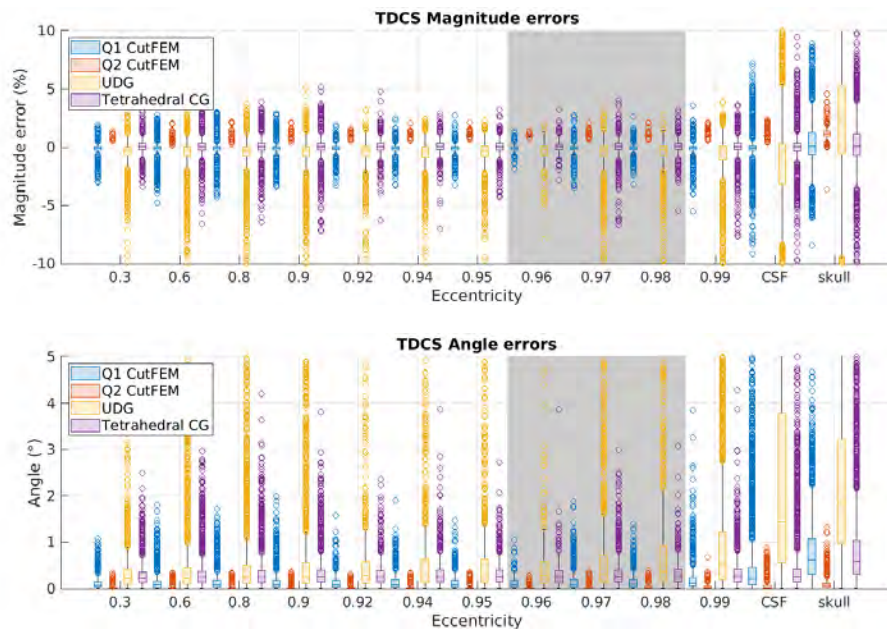 TDCS Magnitude errors
10
5
0
-5
-10
Magnitude error (%)
Q1 CutFEM
Q2 CutFEM
UDG
Tetrahedral CG
0.3 0.6 0.8 0.9 0.92 0.94 0.95 0.96 0.97 0.98 0.99 CSF skull
Eccentricity
TDCS Angle errors
5
4
3
2
1
0
Angle (°)
Q1 CutFEM
Q2 CutFEM
UDG
Tetrahedral CG
0.3 0.6 0.8 0.9 0.92 0.94 0.95 0.96 0.97 0.98 0.99 CSF skull
Eccentricity